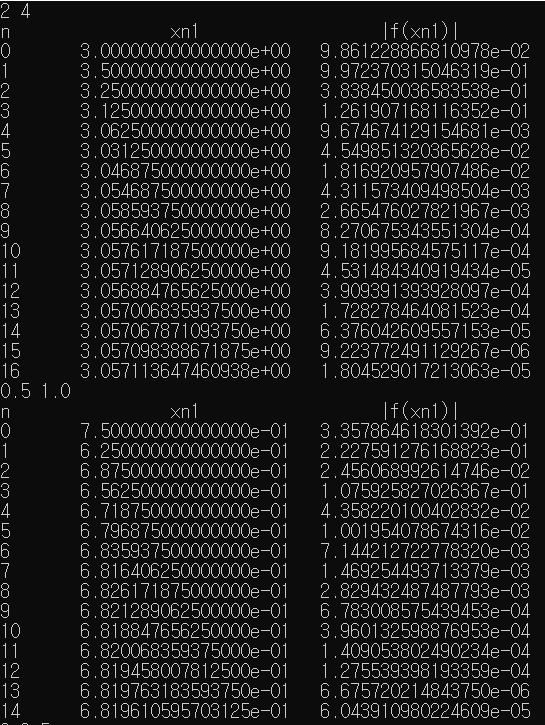 2 4
n xn1 |f(xn1)|
0 3.000000000000000e+00 9.861228866810978e-02
1 3.500000000000000e+00 9.972370315046319e-01
2 3.250000000000000e+00 3.838450036583538e-01
3 3.125000000000000e+00 1.261907168116352e-01
4 3.062500000000000e+00 9.674674129154681e-03
5 3.031250000000000e+00 4.549851320365628e-02
6 3.046875000000000e+00 1.816920957907486e-02
7 3.054687500000000e+00 4.311573409498504e-03
8 3.058593750000000e+00 2.665476027821967e-03
9 3.056640625000000e+00 8.270675343551304e-04
10 3.057617187500000e+00 9.181995684575117e-04
11 3.057128906250000e+00 4.531484340919434e-05
12 3.056884765625000e+00 3.909391393928097e-04
13 3.057006835937500e+00 1.728278464081523e-04
14 3.057067871093750e+00 6.376042609557153e-05
15 3.057098388671875e+00 9.223772491129267e-06
16 3.057113647460938e+00 1.804529017213063e-05
0.5 1.0
n xn1 |f(xn1)|
0 7.500000000000000e-01 3.357864618301392e-01
1 6.250000000000000e-01 2.227591276168823e-01
2 6.875000000000000e-01 2.456068992614746e-02
3 6.562500000000000e-01 1.075925827026367e-01
4 6.718750000000000e-01 4.358220100402832e-02
5 6.796875000000000e-01 1.001954078674316e-02
6 6.835937500000000e-01 7.144212722778320e-03
7 6.816406250000000e-01 1.469254493713379e-03
8 6.826171875000000e-01 2.829432487487793e-03
9 6.821289062500000e-01 6.783008575439453e-04
10 6.818847656250000e-01 3.960132598876953e-04
11 6.820068359375000e-01 1.409053802490234e-04
12 6.819458007812500e-01 1.275539398193359e-04
13 6.819763183593750e-01 6.675720214843750e-06
14 6.819610595703125e-01 6.043910980224609e-05